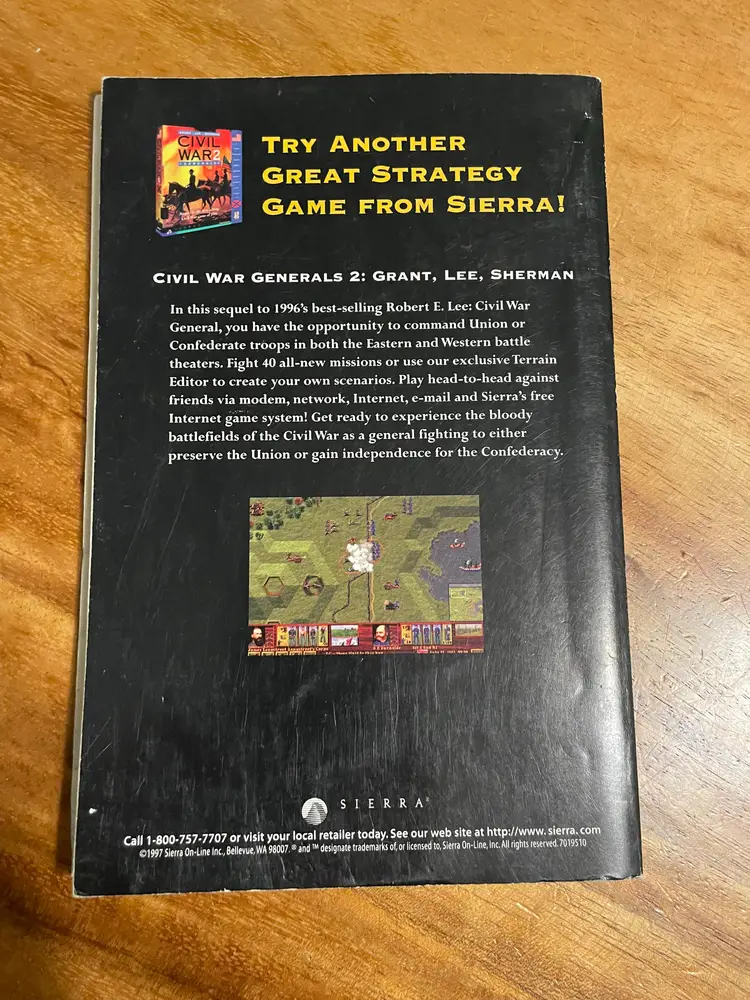 CIVIL
WAR 2
GENERALS
TRY ANOTHER
GREAT STRATEGY
GAME FROM SIERRA!
CIVIL WAR GENERALS 2: GRANT, LEE, SHERMAN
In this sequel to 1996's best-selling Robert E. Lee: Civil War
General, you have the opportunity to command Union or
Confederate troops in both the Eastern and Western battle
theaters. Fight 40 all-new missions or use our exclusive Terrain
Editor to create your own scenarios. Play head-to-head against
friends via modem, network, Internet, e-mail and Sierra's free
Internet game system! Get ready to experience the bloody
battlefields of the Civil War as a general fighting to either
preserve the Union or gain independence for the Confederacy.
Longstreet's Corps
SIERRA®
Call 1-800-757-7707 or visit your local retailer today. See our web site at http://www.sierra.com
©1997 Sierra On-Line Inc., Bellevue, WA 98007. ® and ™ designate trademarks of, or licensed to, Sierra On-Line, Inc. All rights reserved. 7019510